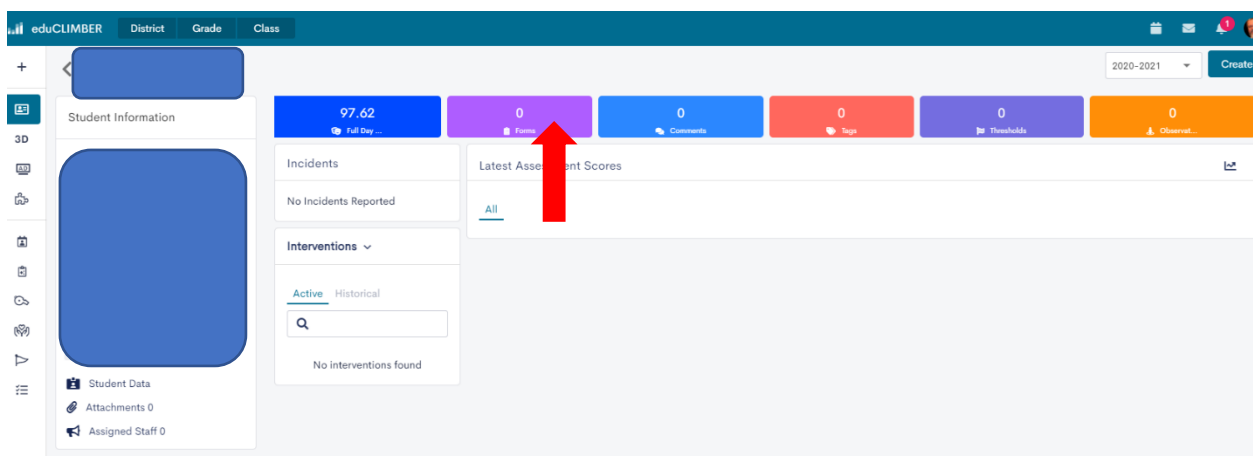 eduCLIMBER District Grade Class
1
2020-2021 Create
Student Information
97.62
Full Day ...
0
Forms
0
Comments
0
Tags
0
Thresholds
0
Observat...
3D
Incidents
No Incidents Reported
Interventions
Active Historical
No interventions found
Latest Scores
All
Student Data
Attachments 0
Assigned Staff 0